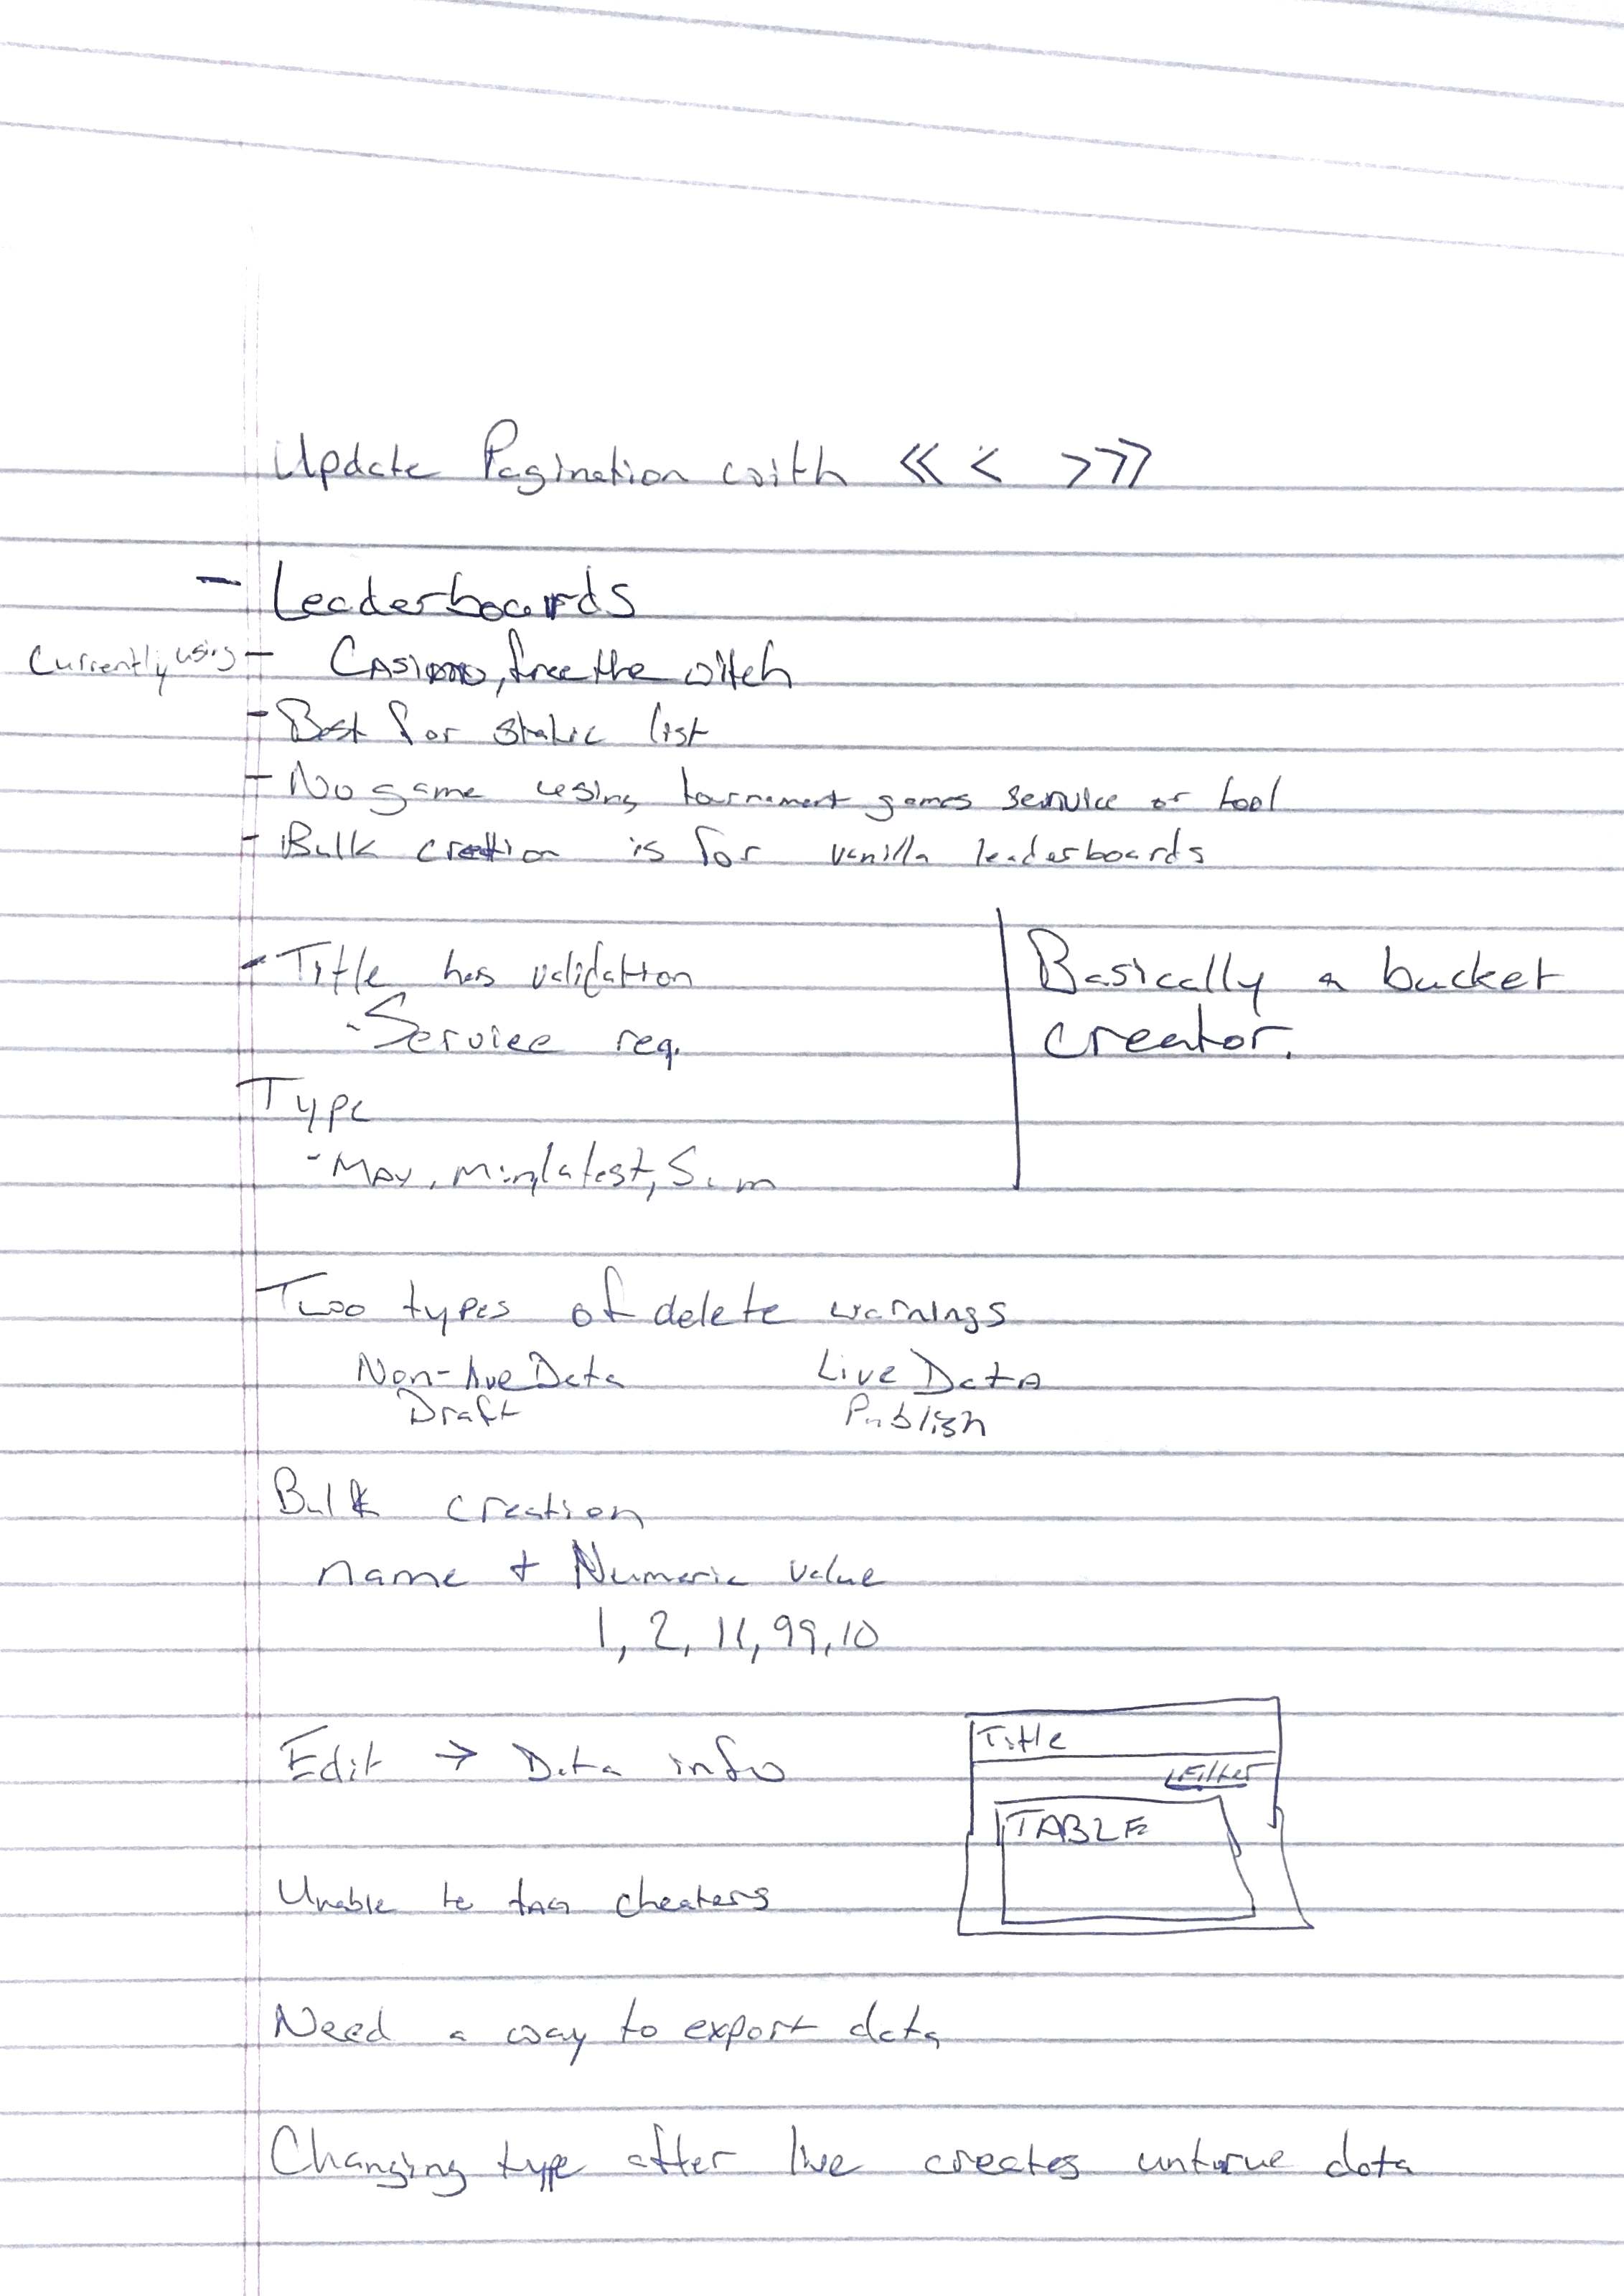 Update Pagination with << < > >>
- Leaderboards
Currently using - Casino, free the witch
- Best for static list
- No game using tournament games service or tool
- Bulk creation is for vanilla leaderboards
- Title has validation
- Service req.
Basically a bucket
creator.
Type
- Max, Min, latest, Sum
Two types of delete warnings
Non-live Data
Draft
Live Data
Publish
Bulk creation
name + Numeric value
1, 2, 11, 99, 10
Edit → Data info
Title
Filter
TABLE
Unable to tag cheaters
Need a way to export data
Changing type after live creates untrue data